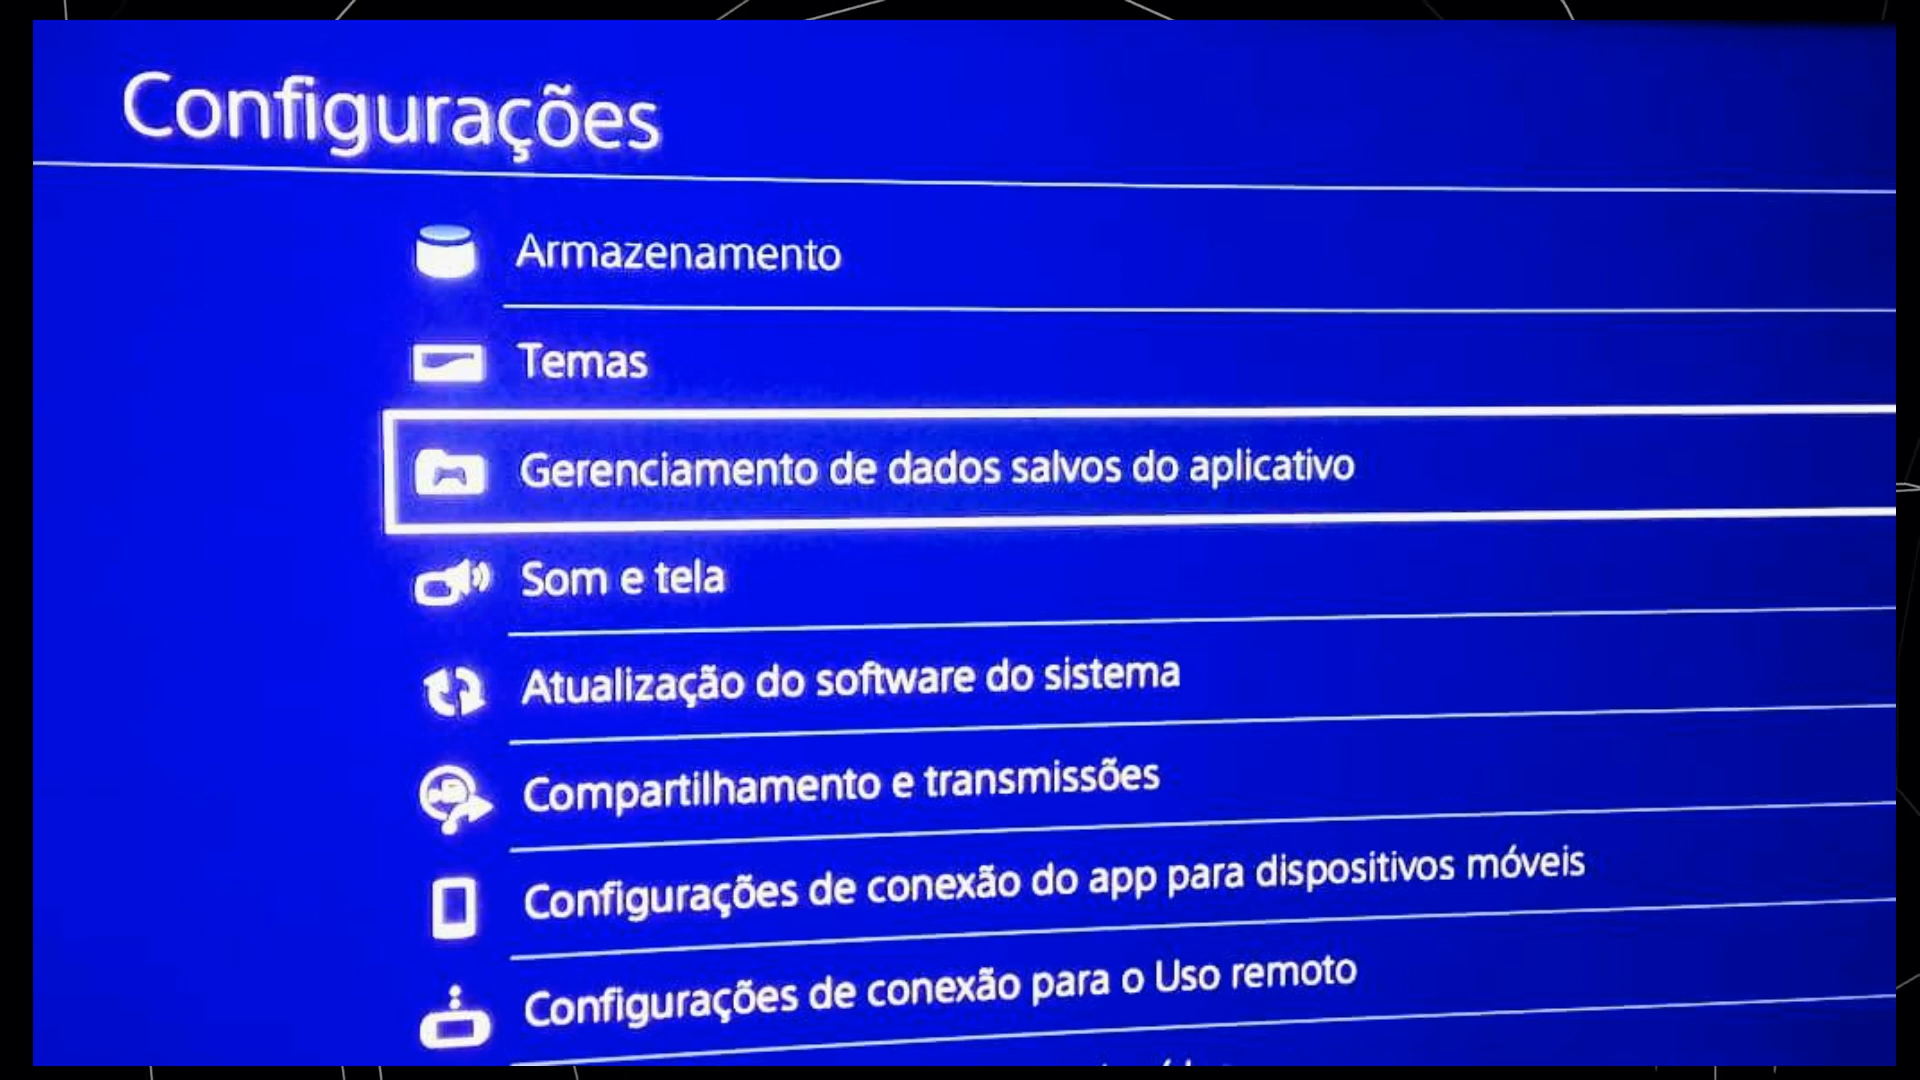 Configurações
Armazenamento
Temas
Gerenciamento de dados salvos do aplicativo
Som e tela
Atualização do software do sistema
Compartilhamento e transmissões
Configurações de conexão do app para dispositivos móveis
Configurações de conexão para o Uso remoto